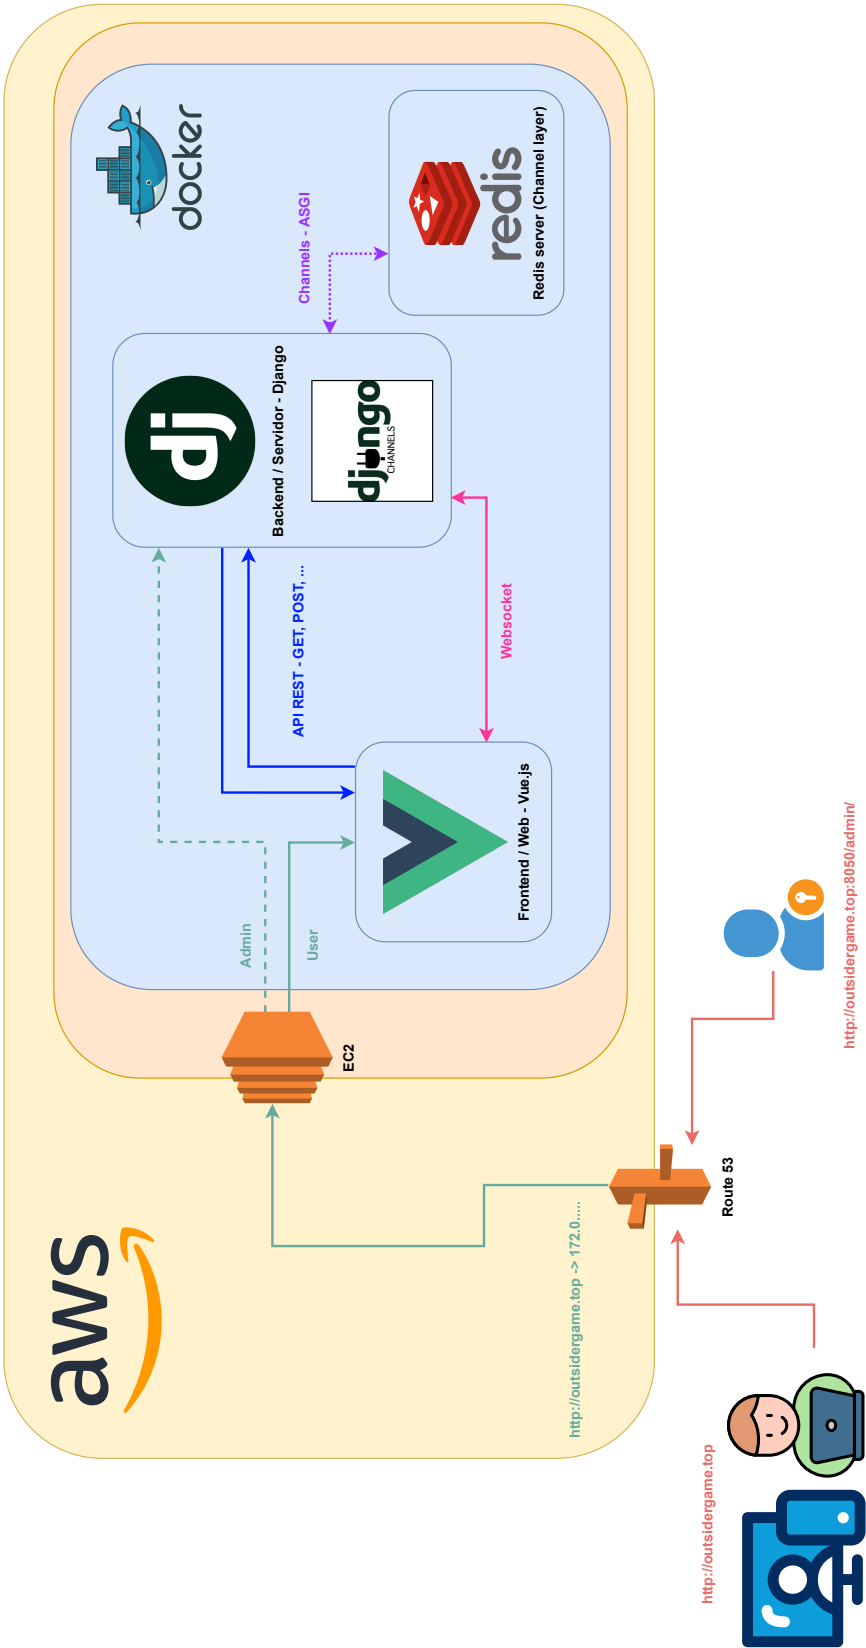 aws
docker
redis
Redis server (Channel layer)
Channels - ASGI
dj
Backend / Servidor - Django
django
CHANNELS
API REST - GET, POST, ...
Websocket
Frontend / Web - Vue.js
Admin
User
EC2
http://outsidergame.top -> 172.0.....
Route 53
http://outsidergame.top
http://outsidergame.top:8050/admin/